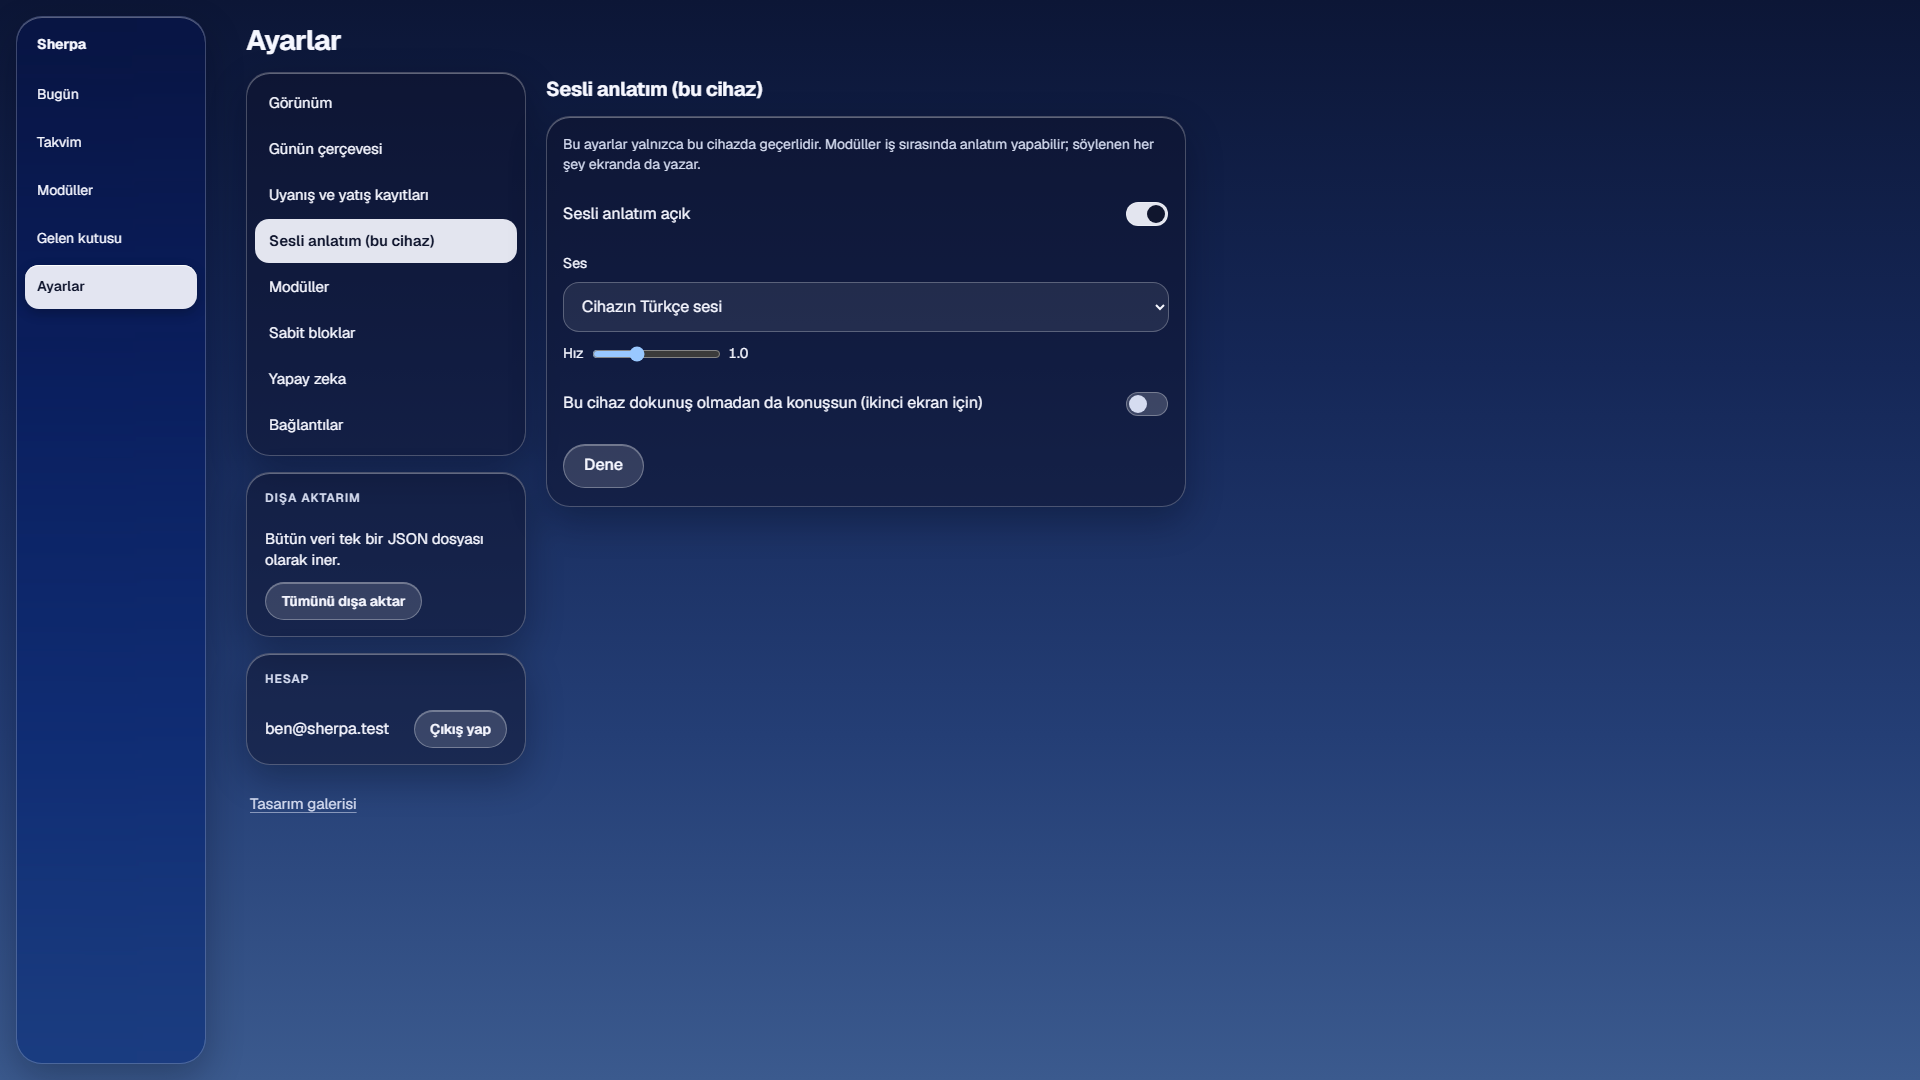 Sherpa
Bugün
Takvim
Modüller
Gelen kutusu
Ayarlar
Ayarlar
Görünüm
Günün çerçevesi
Uyanış ve yatış kayıtları
Sesli anlatım (bu cihaz)
Modüller
Sabit bloklar
Yapay zeka
Bağlantılar
DIŞA AKTARIM
Bütün veri tek bir JSON dosyası
olarak iner.
Tümünü dışa aktar
HESAP
ben@sherpa.test
Çıkış yap
Tasarım galerisi
Sesli anlatım (bu cihaz)
Bu ayarlar yalnızca bu cihazda geçerlidir. Modüller iş sırasında anlatım yapabilir; söylenen her
şey ekranda da yazar.
Sesli anlatım açık
Ses
Cihazın Türkçe sesi
Hız 1.0
Bu cihaz dokunuş olmadan da konuşsun (ikinci ekran için)
Dene